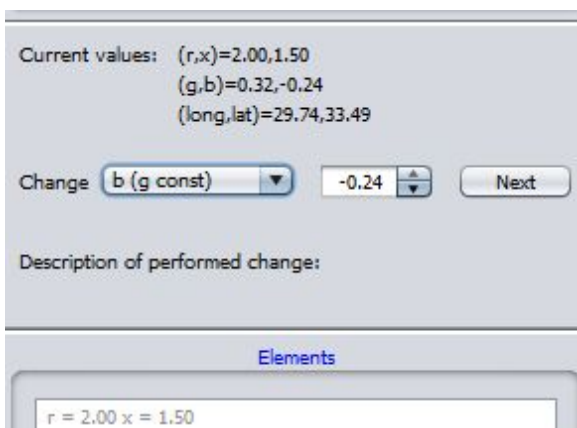 Current values: (r,x)=2.00,1.50
(g,b)=0.32,-0.24
(long,lat)=29.74,33.49
Change b (g const) -0.24 Next
Description of performed change:
Elements
r = 2.00 x = 1.50